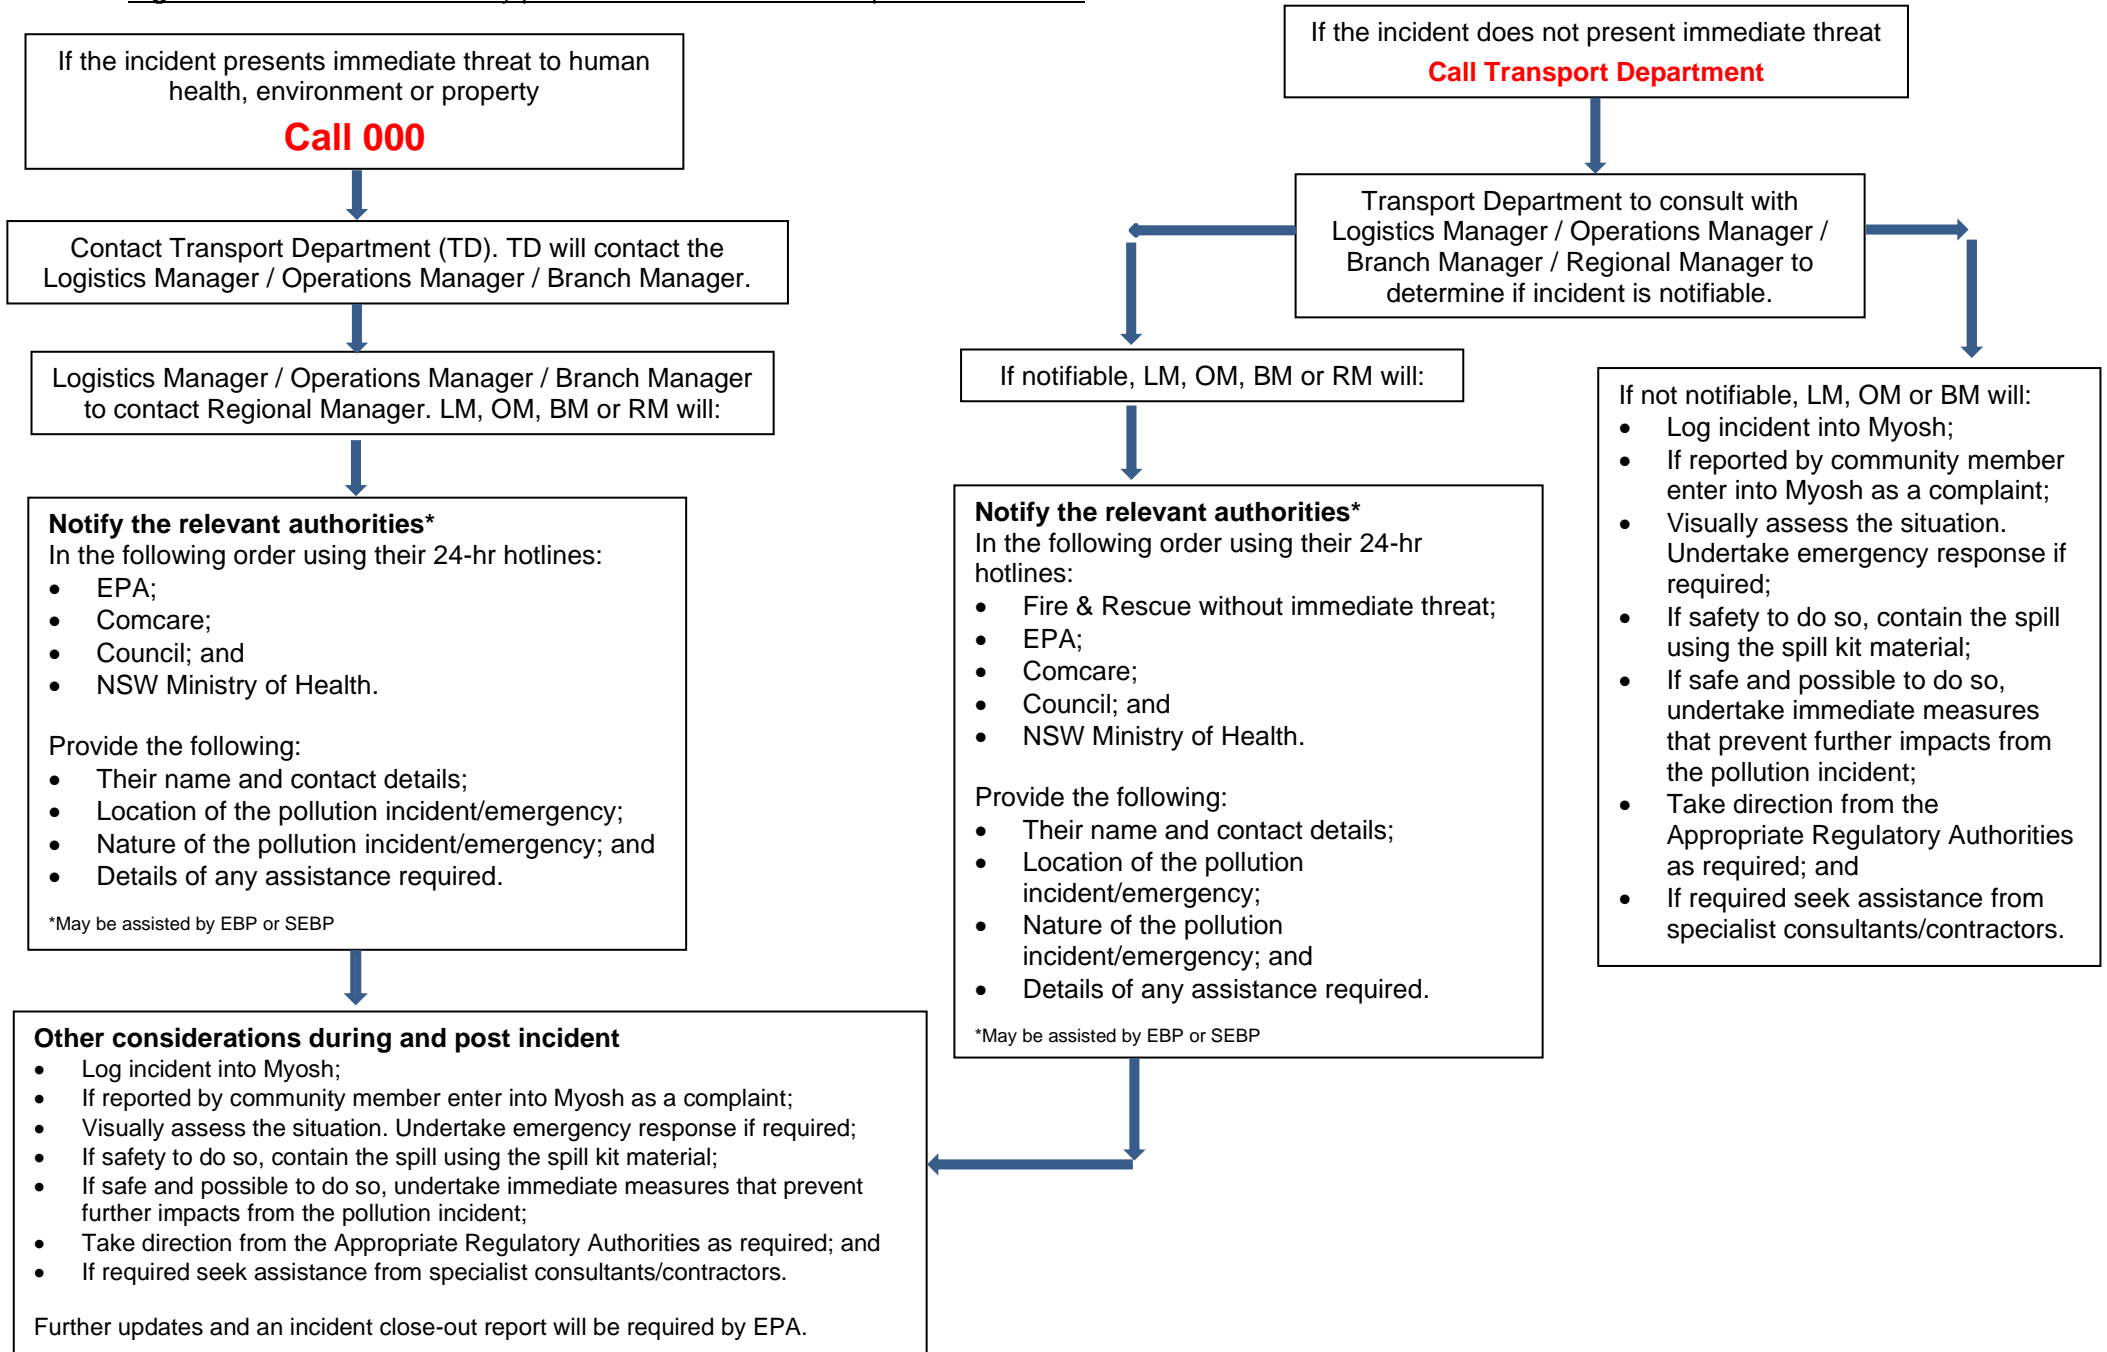 If the incident presents immediate threat to human
health, environment or property
Call 000
Contact Transport Department (TD). TD will contact the
Logistics Manager / Operations Manager / Branch Manager.
Logistics Manager / Operations Manager / Branch Manager
to contact Regional Manager. LM, OM, BM or RM will:
Notify the relevant authorities*
In the following order using their 24-hr hotlines:
• EPA;
• Comcare;
• Council; and
• NSW Ministry of Health.
Provide the following:
• Their name and contact details;
• Location of the pollution incident/emergency;
• Nature of the pollution incident/emergency; and
• Details of any assistance required.
*May be assisted by EBP or SEBP
Other considerations during and post incident
• Log incident into Myosh;
• If reported by community member enter into Myosh as a complaint;
• Visually assess the situation. Undertake emergency response if required;
• If safety to do so, contain the spill using the spill kit material;
• If safe and possible to do so, undertake immediate measures that prevent
further impacts from the pollution incident;
• Take direction from the Appropriate Regulatory Authorities as required; and
• If required seek assistance from specialist consultants/contractors.
Further updates and an incident close-out report will be required by EPA.
If the incident does not present immediate threat
Call Transport Department
Transport Department to consult with
Logistics Manager / Operations Manager /
Branch Manager / Regional Manager to
determine if incident is notifiable.
If notifiable, LM, OM, BM or RM will:
Notify the relevant authorities*
In the following order using their 24-hr
hotlines:
• Fire & Rescue without immediate threat;
• EPA;
• Comcare;
• Council; and
• NSW Ministry of Health.
Provide the following:
• Their name and contact details;
• Location of the pollution
incident/emergency;
• Nature of the pollution
incident/emergency; and
• Details of any assistance required.
*May be assisted by EBP or SEBP
If not notifiable, LM, OM or BM will:
• Log incident into Myosh;
• If reported by community member
enter into Myosh as a complaint;
• Visually assess the situation.
Undertake emergency response if
required;
• If safety to do so, contain the spill
using the spill kit material;
• If safe and possible to do so,
undertake immediate measures
that prevent further impacts from
the pollution incident;
• Take direction from the
Appropriate Regulatory Authorities
as required; and
• If required seek assistance from
specialist consultants/contractors.